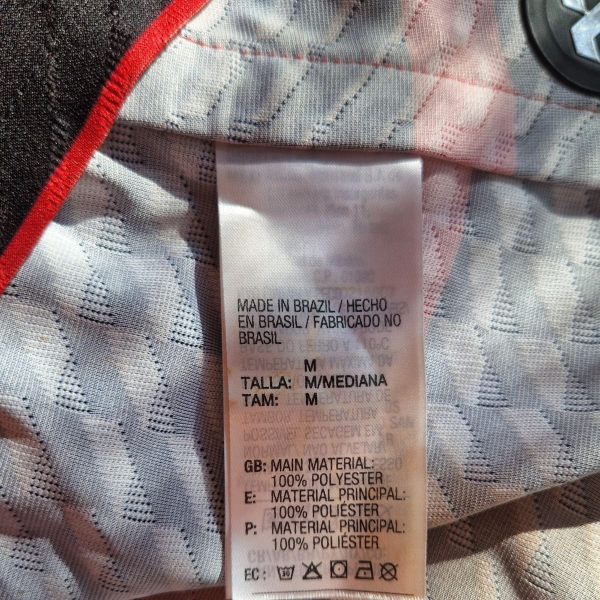 MADE IN BRAZIL / HECHO
EN BRASIL / FABRICADO NO
BRASIL
M
TALLA: M/MEDIANA
TAM: M
GB: MAIN MATERIAL:
100% POLYESTER
E: MATERIAL PRINCIPAL:
100% POLIÉSTER
P: MATERIAL PRINCIPAL:
100% POLIÉSTER
EC: